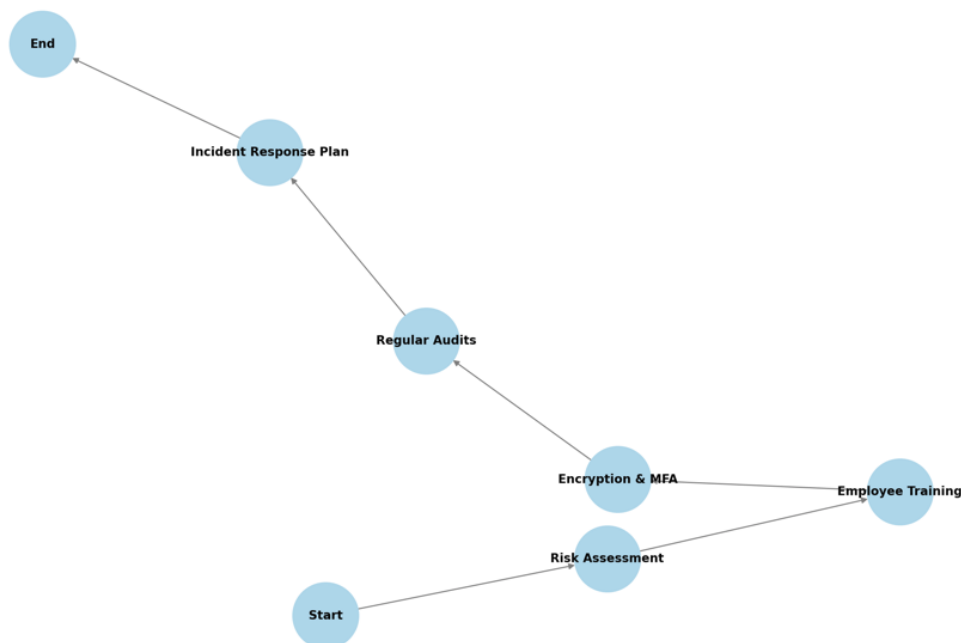 End
Incident Response Plan
Regular Audits
Encryption & MFA
Employee Training
Risk Assessment
Start